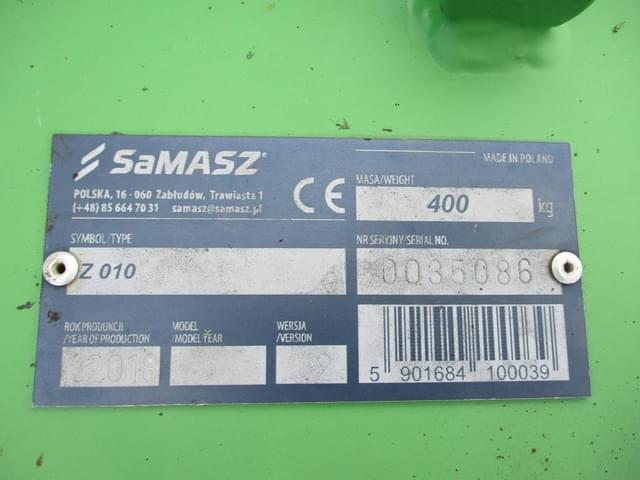 SaMASZ®
MADE IN POLAND
POLSKA, 16 - 060 Zabłudów, Trawiasta 1
(+48) 85 664 70 31 samasz@samasz.pl
CE
MASA/WEIGHT
400 kg
SYMBOL/TYPE
Z 010
NR SERYJNY/SERIAL NO.
0035086
ROK PRODUKCJI
/YEAR OF PRODUCTION
2018
MODEL
/MODEL YEAR
WERSJA
/VERSION
2
5 901684 100039